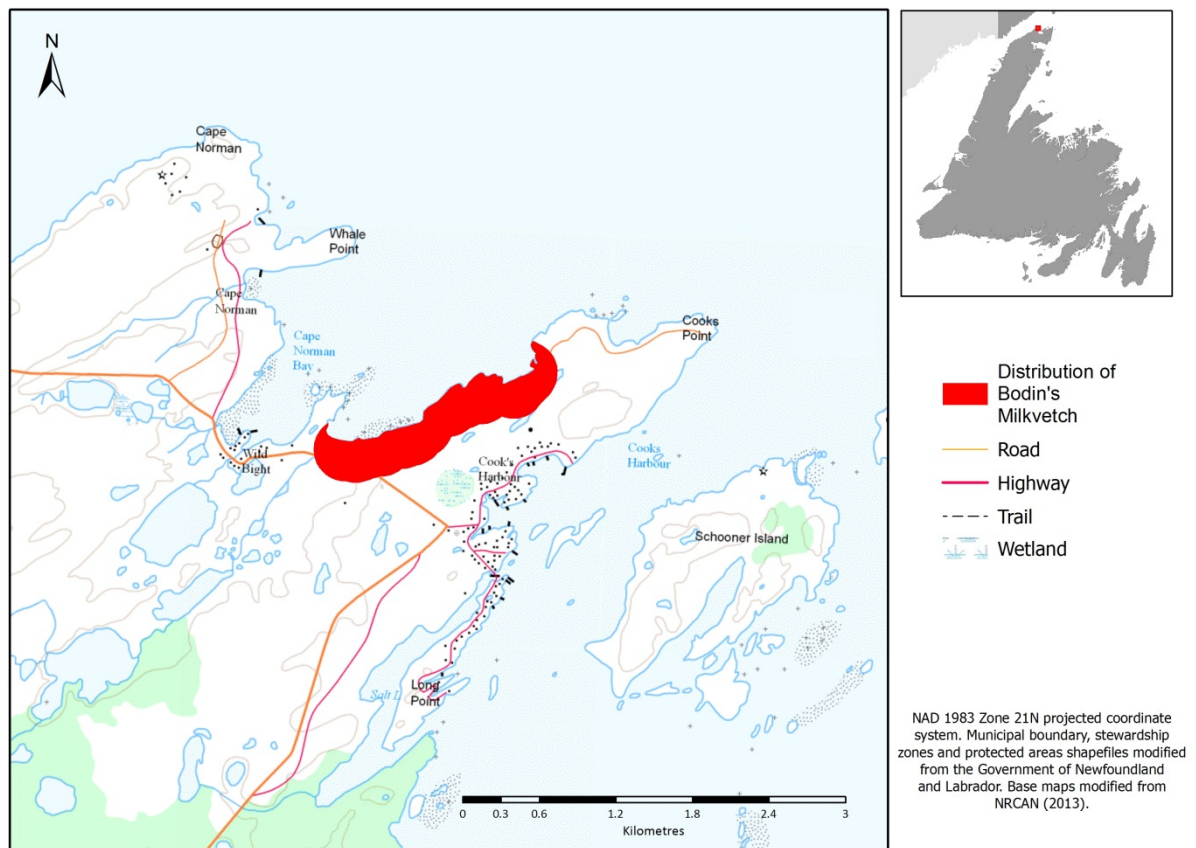 N
Cape
Norman
Whale
Point
Cape
Norman
Cape
Norman
Bay
Cooks
Point
Wild
Bight
Cook's
Harbour
Cooks
Harbour
Schooner Island
Salt L
Long
Point
0 0.3 0.6 1.2 1.8 2.4 3
Kilometres
Distribution of
Bodin's
Milkvetch
Road
Highway
Trail
Wetland
NAD 1983 Zone 21N projected coordinate
system. Municipal boundary, stewardship
zones and protected areas shapefiles modified
from the Government of Newfoundland
and Labrador. Base maps modified from
NRCAN (2013).